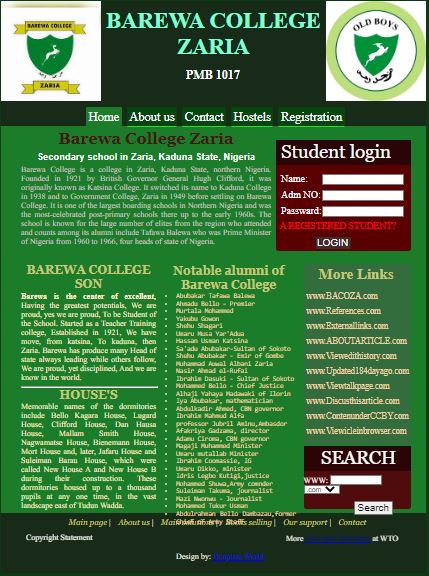 BAREWA COLLEGE
ZARIA
BAREWA COLLEGE
ZARIA
PMB 1017
OLD BOYS
Home About us Contact Hostels Registration
Barewa College Zaria
Secondary school in Zaria, Kaduna State, Nigeria
Barewa College is a college in Zaria, Kaduna State, northern Nigeria.
Founded in 1921 by British Governor General Hugh Clifford, it was
originally known as Katsina College. It switched its name to Kaduna College
in 1938 and to Government College, Zaria in 1949 before settling on Barewa
College. It is one of the largest boarding schools in Northern Nigeria and was
the most-celebrated post-primary schools there up to the early 1960s. The
school is known for the large number of elites from the region who attended
and counts among its alumni include Tafawa Balewa who was Prime Minister
of Nigeria from 1960 to 1966, four heads of state of Nigeria.
Student login
Name:
Adm NO:
Password:
A REGISTERED STUDENT?
LOGIN
BAREWA COLLEGE
SON
Barewa is the center of excellent,
Having the greatest potentials, We are
proud, yes we are proud, To be Student of
the School. Started as a Teacher Training
college, Established in 1921, We have
move, from katsina, To kaduna, then
Zaria, Barewa has produce many Head of
state always leading while others follow,
We are proud, yet disciplined, And we are
know in the world.
HOUSE'S
Memorable names of the dormitories
include Bello Kagara House, Lugard
House, Clifford House, Dan Hausa
House, Mallam Smith House,
Nagwamatse House, Bienemann House,
Mort House and, later, Jafaru House and
Suleiman Barau House, which were
called New House A and New House B
during their construction. These
dormitories housed up to a thousand
pupils at any one time, in the vast
landscape east of Tudun Wadda.
Notable alumni of
Barewa College
Abubakar Tafawa Balewa
Ahmadu Bello - Premier
Murtala Mohammed
Yakubu Gowon
Shehu Shagari
Umaru Musa Yar'Adua
Hassan Usman Katsina
Sa'adu Abubakar-Sultan of Sokoto
Shehu Abubakar - Emir of Gombe
Muhammad Auwal Albani Zaria
Nasir Ahmad el-Rufai
Ibrahim Dasuki - Sultan of Sokoto
Mohammed Bello - Chief Justice
Alhaji Yahaya Madawaki of Ilorin
Iya Abubakar, mathematician
Abdulkadir Ahmed, CBN governor
Ibrahim Mahmud Alfa
professor Jubril Aminu, Ambassdor
Afakriya Gadzama, director
Adamu Ciroma, CBN governor
Magaji Muhammed Minister
Umaru mutallab Minister
Ibrahim Coomassie, IG
Umaru Dikko, minister
Idris Legbo Kutigi,justice
Mohammed Shuwa,Army comnder
Suleiman Takuma, journalist
Mazi Nwonwu - Journalist
Mohammed Tukur Usman
Abdulrahman Bello Dambazau,former
Chief of Army Staff
More Links
www.BACOZA.com
www.References.com
www.Externallinks.com
www.ABOUTARTICLE.com
www.Viewedithistory.com
www.Updated184dayago.com
www.Viewtalkpage.com
www.Discusthisarticle.com
www.ContenunderCCBY.com
www.Viewicleinbrowser.com
SEARCH
WWW:
.com
Search
Main page | About us | | Books selling | Our support | Contact
Copyright Statement
More at WTO
Design by: